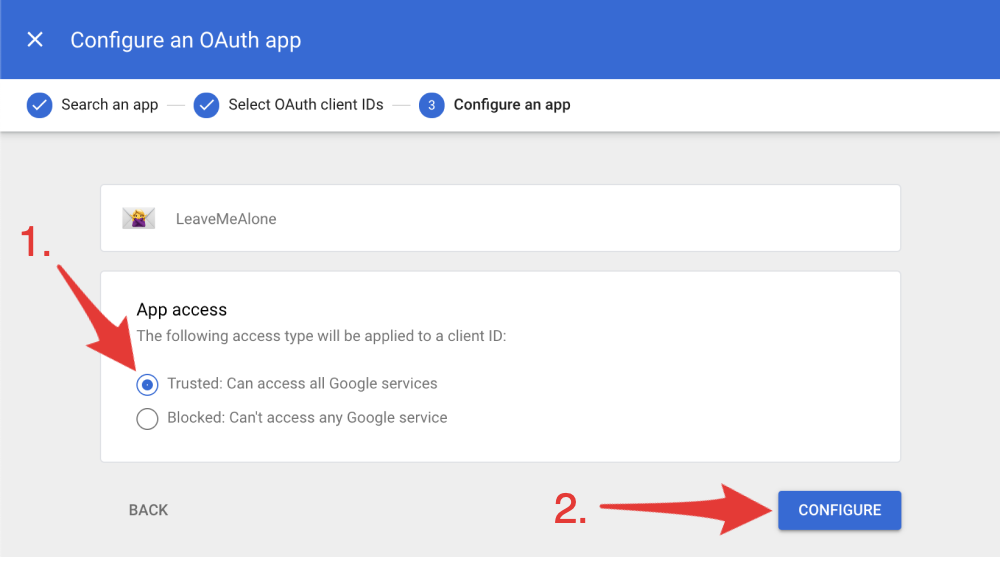 Configure an OAuth app
Search an app
Select OAuth client IDs
3
Configure an app
LeaveMeAlone
1.
App access
The following access type will be applied to a client ID:
Trusted: Can access all Google services
Blocked: Can't access any Google service
BACK
2.
CONFIGURE